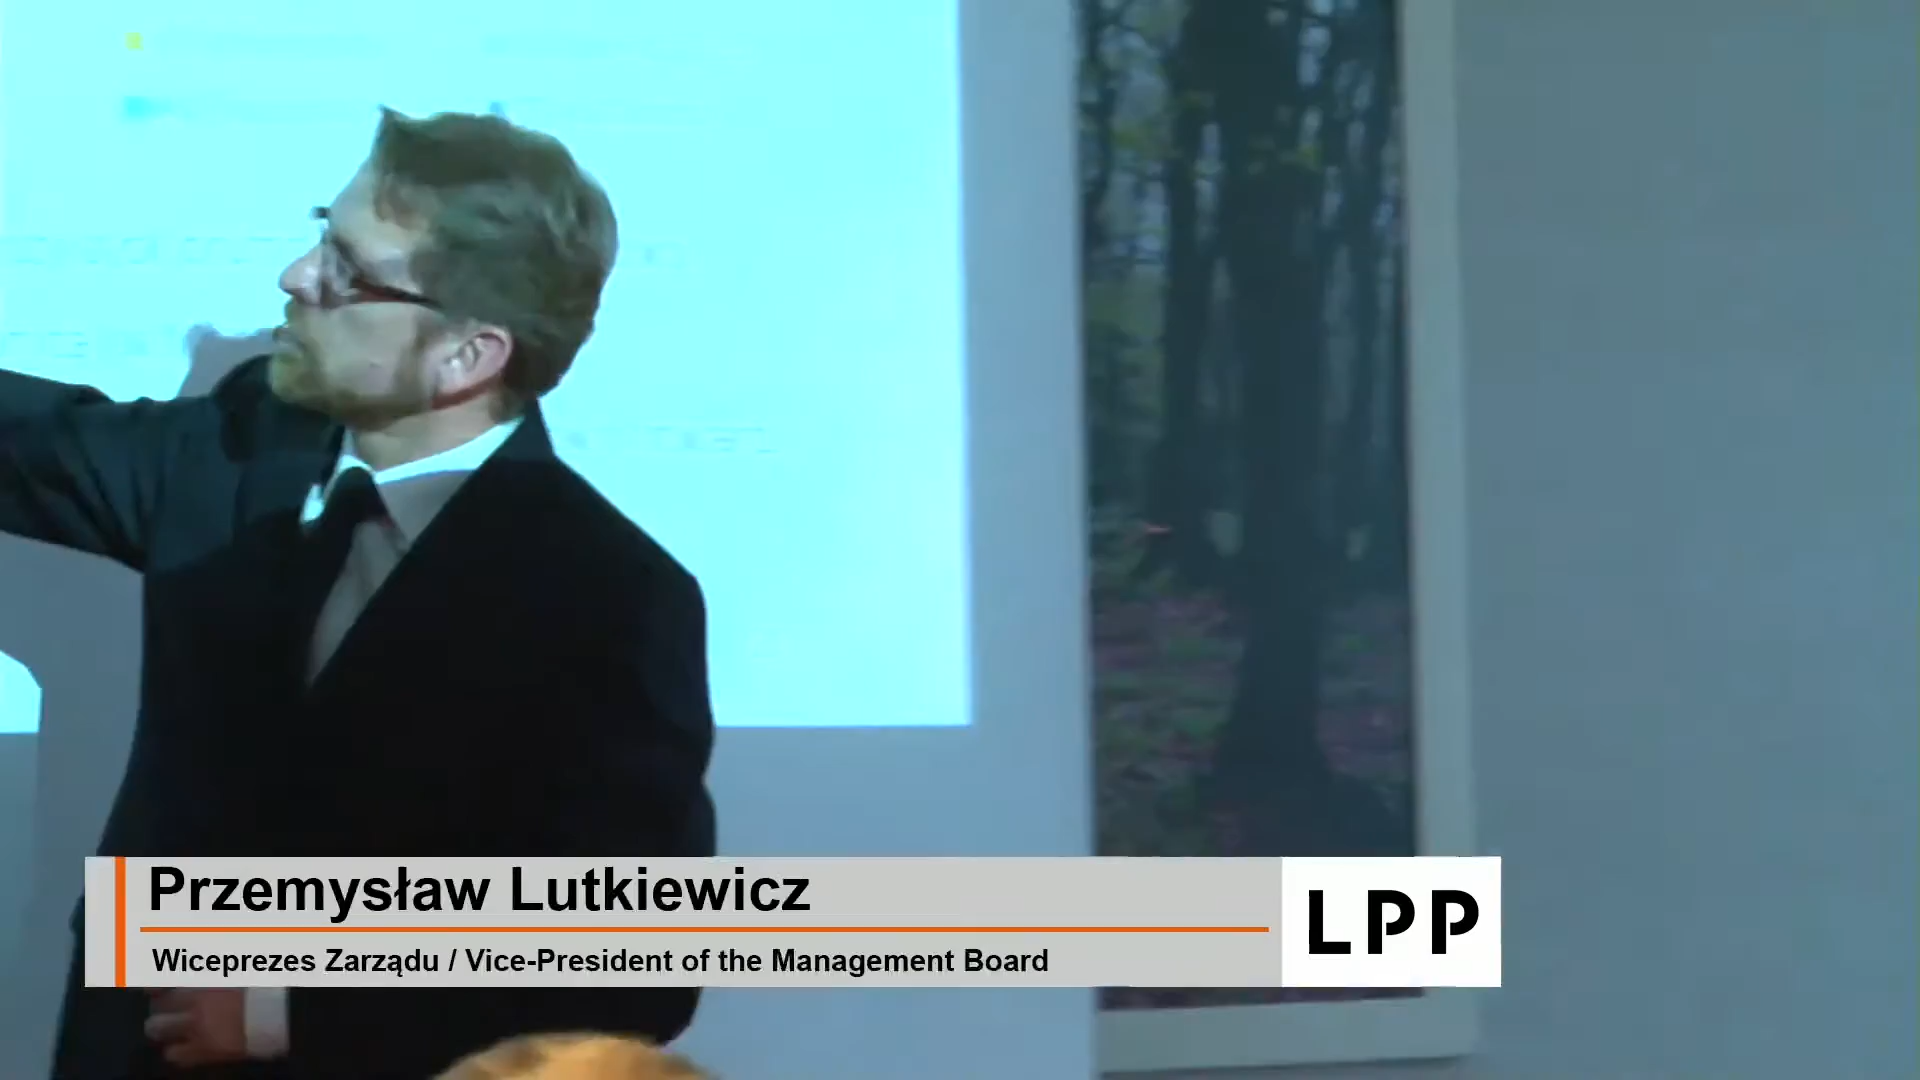 Przemysław Lutkiewicz
Wiceprezes Zarządu / Vice-President of the Management Board
LPP